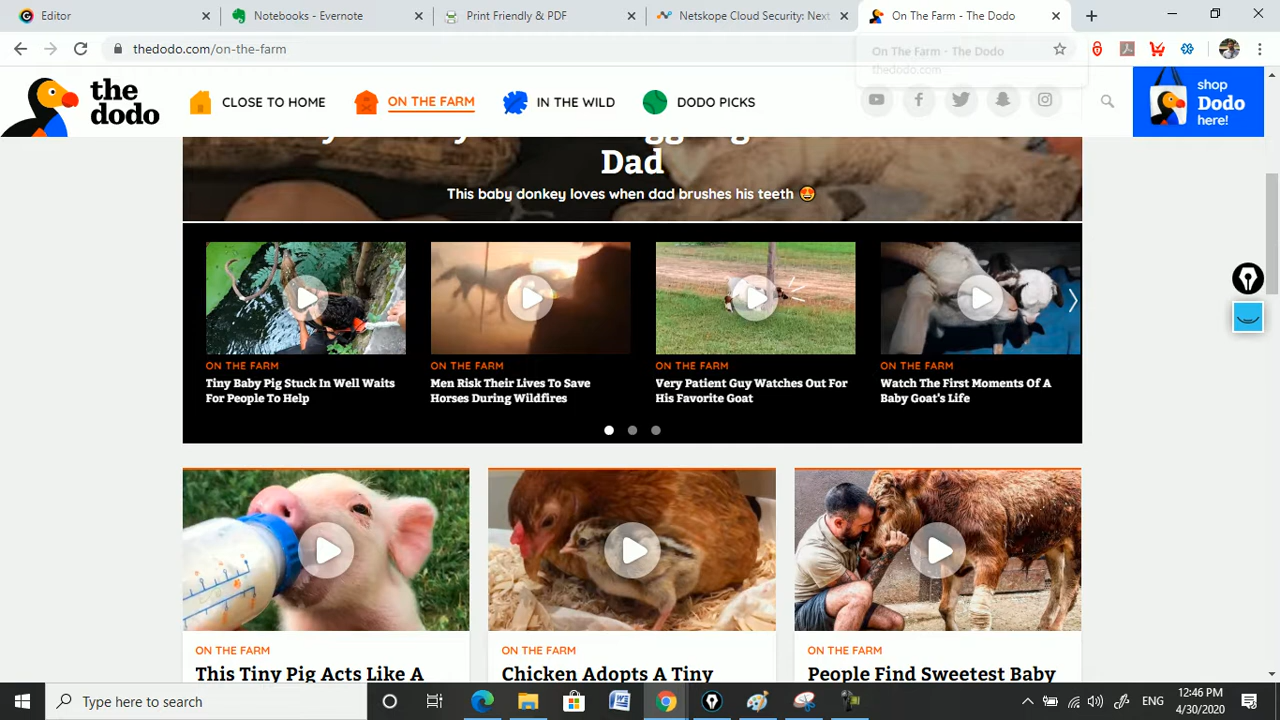 Editor
Notebooks - Evernote
Print Friendly & PDF
Netskope Cloud Security: Next
On The Farm - The Dodo
thedodo.com/on-the-farm
On The Farm - The Dodo
thedodo.com
the
dodo
CLOSE TO HOME
ON THE FARM
IN THE WILD
DODO PICKS
shop
Dodo
here!
Dad
This baby donkey loves when dad brushes his teeth 🤩
ON THE FARM
Tiny Baby Pig Stuck In Well Waits
For People To Help
ON THE FARM
Men Risk Their Lives To Save
Horses During Wildfires
ON THE FARM
Very Patient Guy Watches Out For
His Favorite Goat
ON THE FARM
Watch The First Moments Of A
Baby Goat's Life
ON THE FARM
This Tiny Pig Acts Like A
ON THE FARM
Chicken Adopts A Tiny
ON THE FARM
People Find Sweetest Baby
Type here to search
ENG
12:46 PM
4/30/2020